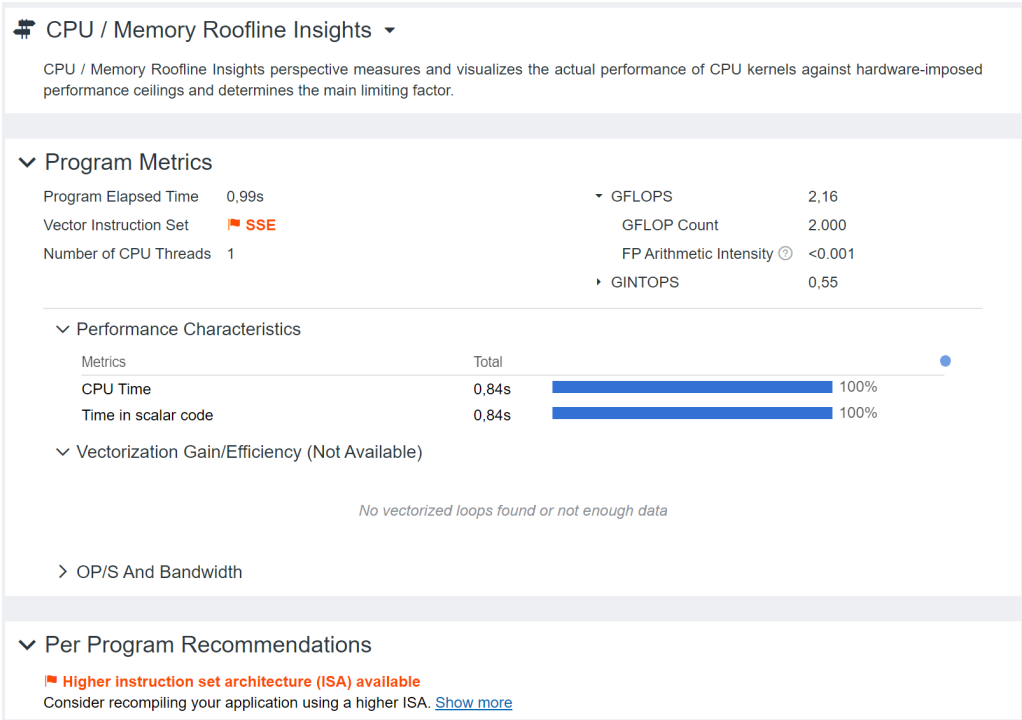 CPU / Memory Roofline Insights
CPU / Memory Roofline Insights perspective measures and visualizes the actual performance of CPU kernels against hardware-imposed
performance ceilings and determines the main limiting factor.
Program Metrics
Program Elapsed Time 0,99s
Vector Instruction Set SSE
Number of CPU Threads 1
GFLOPS 2,16
GFLOP Count 2.000
FP Arithmetic Intensity ? <0.001
GINTOPS 0,55
Performance Characteristics
Metrics Total
CPU Time 0,84s 100%
Time in scalar code 0,84s 100%
Vectorization Gain/Efficiency (Not Available)
No vectorized loops found or not enough data
OP/S And Bandwidth
Per Program Recommendations
Higher instruction set architecture (ISA) available
Consider recompiling your application using a higher ISA. Show more